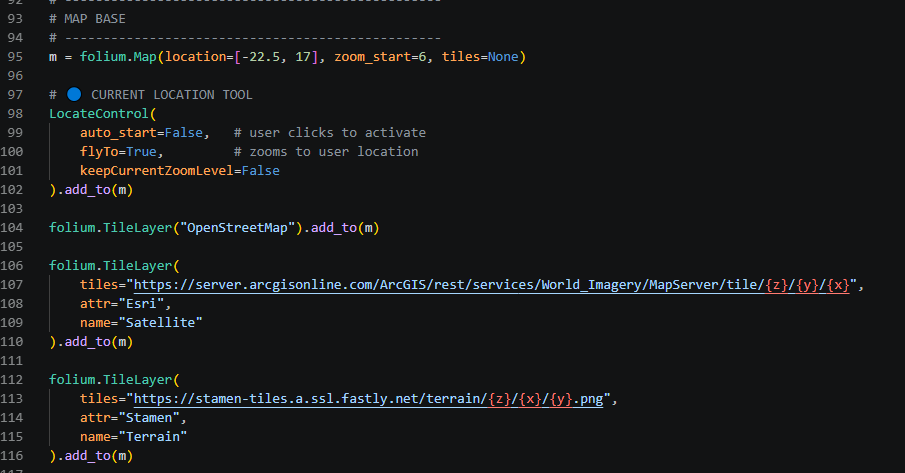 92 # -------------------------------------------------
93 # MAP BASE
94 # -------------------------------------------------
95 m = folium.Map(location=[-22.5, 17], zoom_start=6, tiles=None)
96
97 # 🔵 CURRENT LOCATION TOOL
98 LocateControl(
99     auto_start=False,   # user clicks to activate
100     flyTo=True,         # zooms to user location
101     keepCurrentZoomLevel=False
102 ).add_to(m)
103
104 folium.TileLayer("OpenStreetMap").add_to(m)
105
106 folium.TileLayer(
107     tiles="https://server.arcgisonline.com/ArcGIS/rest/services/World_Imagery/MapServer/tile/{z}/{y}/{x}",
108     attr="Esri",
109     name="Satellite"
110 ).add_to(m)
111
112 folium.TileLayer(
113     tiles="https://stamen-tiles.a.ssl.fastly.net/terrain/{z}/{x}/{y}.png",
114     attr="Stamen",
115     name="Terrain"
116 ).add_to(m)
117